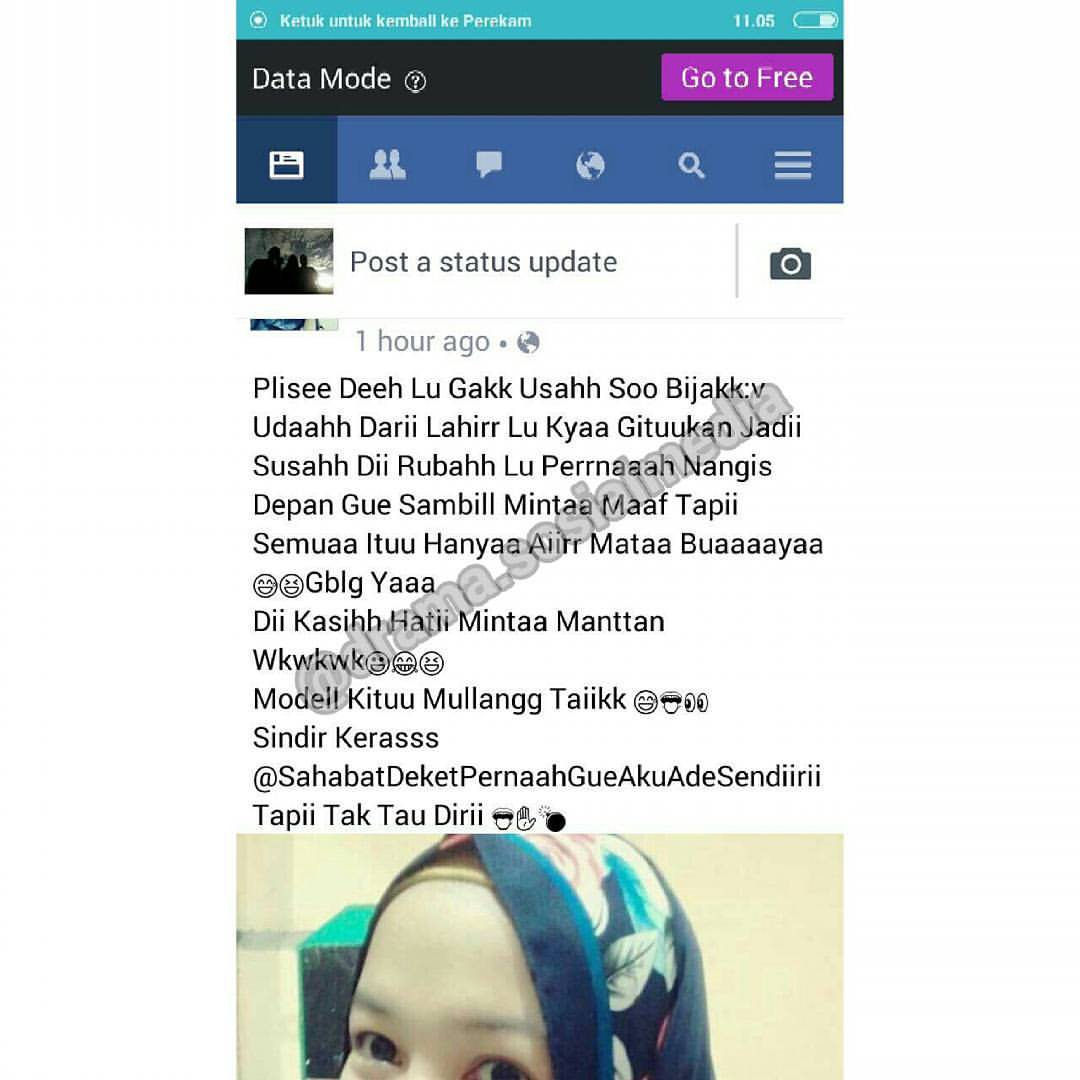 Ketuk untuk kembali ke Perekam 11.05
Data Mode ? Go to Free
Post a status update
1 hour ago •
Plisee Deeh Lu Gakk Usahh Soo Bijakk:v
Udaahh Darii Lahirr Lu Kyaa Gituukan Jadii
Susahh Dii Rubahh Lu Perrnaaah Nangis
Depan Gue Sambill Mintaa Maaf Tapii
Semuaa Ituu Hanyaa Aiirr Mataa Buaaaayaa
😅😆Gblg Yaaa
Dii Kasihh Hatii Mintaa Manttan
Wkwkwk😃😂😆
Modell Kituu Mullangg Taiikk 😅👀
Sindir Kerasss
@SahabatDeketPernaahGueAkuAdeSendiirii
Tapii Tak Tau Dirii ✋💣
@drama.sosialmedia